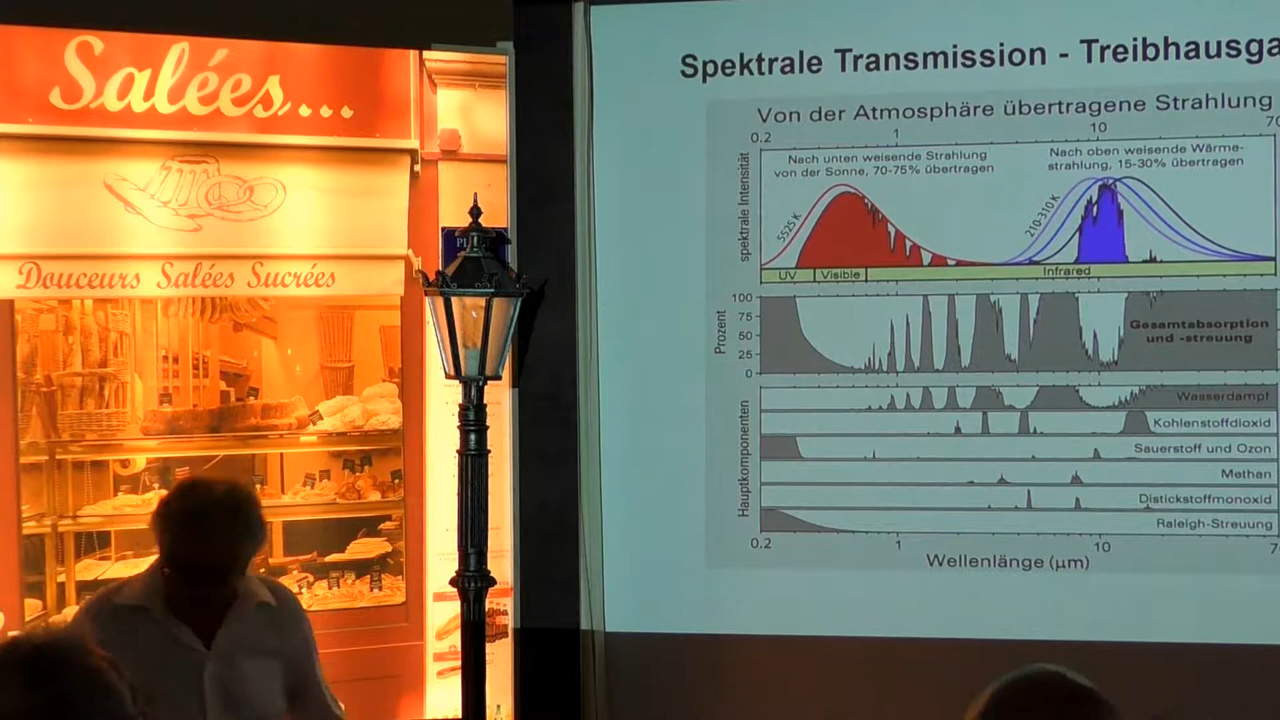 Salées...
Douceurs Salées Sucrées
Spektrale Transmission - Treibhausga
Von der Atmosphäre übertragene Strahlung
0.2 1 10 70
Nach unten weisende Strahlung
von der Sonne, 70-75% übertragen
Nach oben weisende Wärme-
strahlung, 15-30% übertragen
spektrale Intensität
5525 K
210-310 K
UV Visible Infrared
Prozent
100
75
50
25
0
Gesamtabsorption
und -streuung
Hauptkomponenten
Wasserdampf
Kohlenstoffdioxid
Sauerstoff und Ozon
Methan
Distickstoffmonoxid
Raleigh-Streuung
0.2 1 10 7
Wellenlänge (µm)